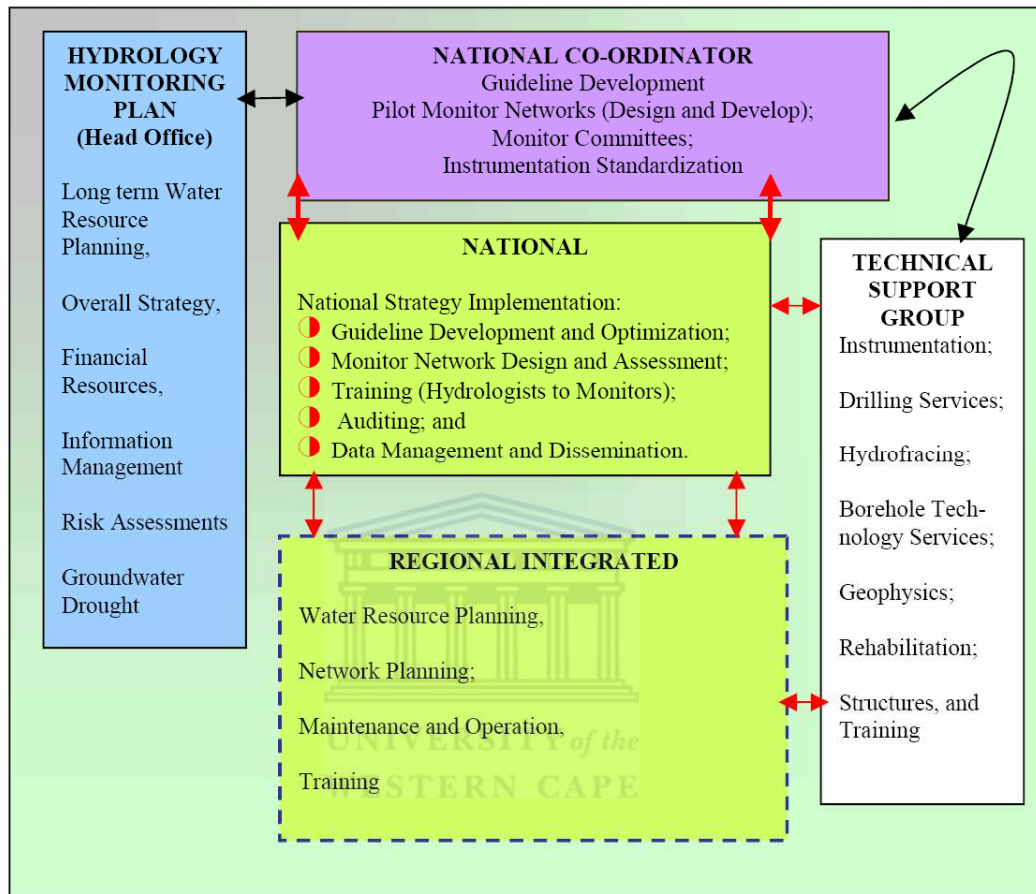 HYDROLOGY
MONITORING
PLAN
(Head Office)
Long term Water
Resource
Planning,
Overall Strategy,
Financial
Resources,
Information
Management
Risk Assessments
Groundwater
Drought
NATIONAL CO-ORDINATOR
Guideline Development
Pilot Monitor Networks (Design and Develop);
Monitor Committees;
Instrumentation Standardization
NATIONAL
National Strategy Implementation:
Guideline Development and Optimization;
Monitor Network Design and Assessment;
Training (Hydrologists to Monitors);
Auditing; and
Data Management and Dissemination.
REGIONAL INTEGRATED
Water Resource Planning,
Network Planning;
Maintenance and Operation,
Training
UNIVERSITY of the
WESTERN CAPE
TECHNICAL
SUPPORT
GROUP
Instrumentation;
Drilling Services;
Hydrofracing;
Borehole Tech-
nology Services;
Geophysics;
Rehabilitation;
Structures, and
Training